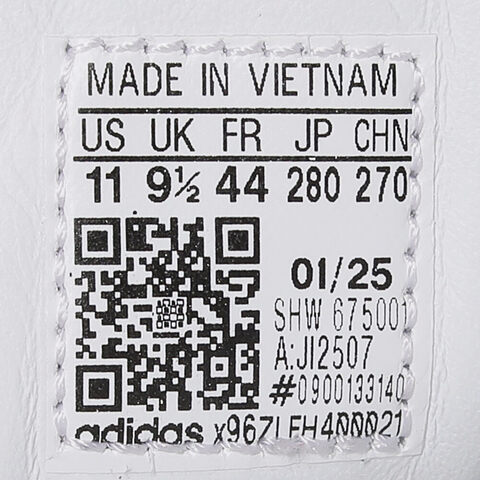 MADE IN VIETNAM
US UK FR JP CHN
11 9½ 44 280 270
01/25
SHW 675001
A:JI2507
#0900133140
adidas